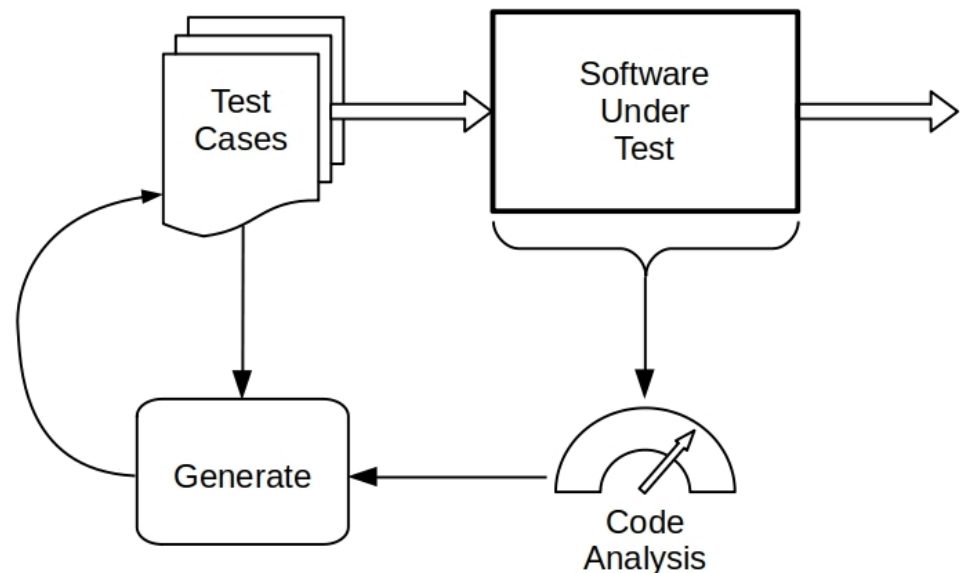 Test
Cases
Software
Under
Test
Generate
Code
Analysis